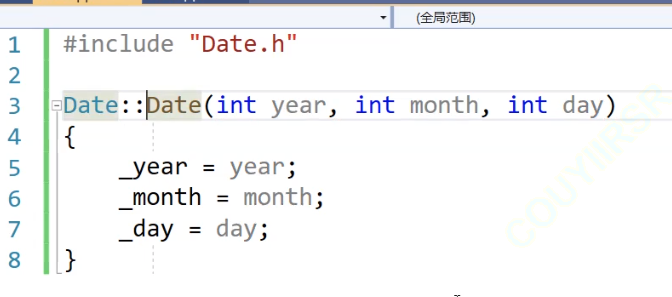 (全局范围)
1 #include "Date.h"
2
3 Date::Date(int year, int month, int day)
4 {
5 _year = year;
6 _month = month;
7 _day = day;
8 }
COUYIIRSP